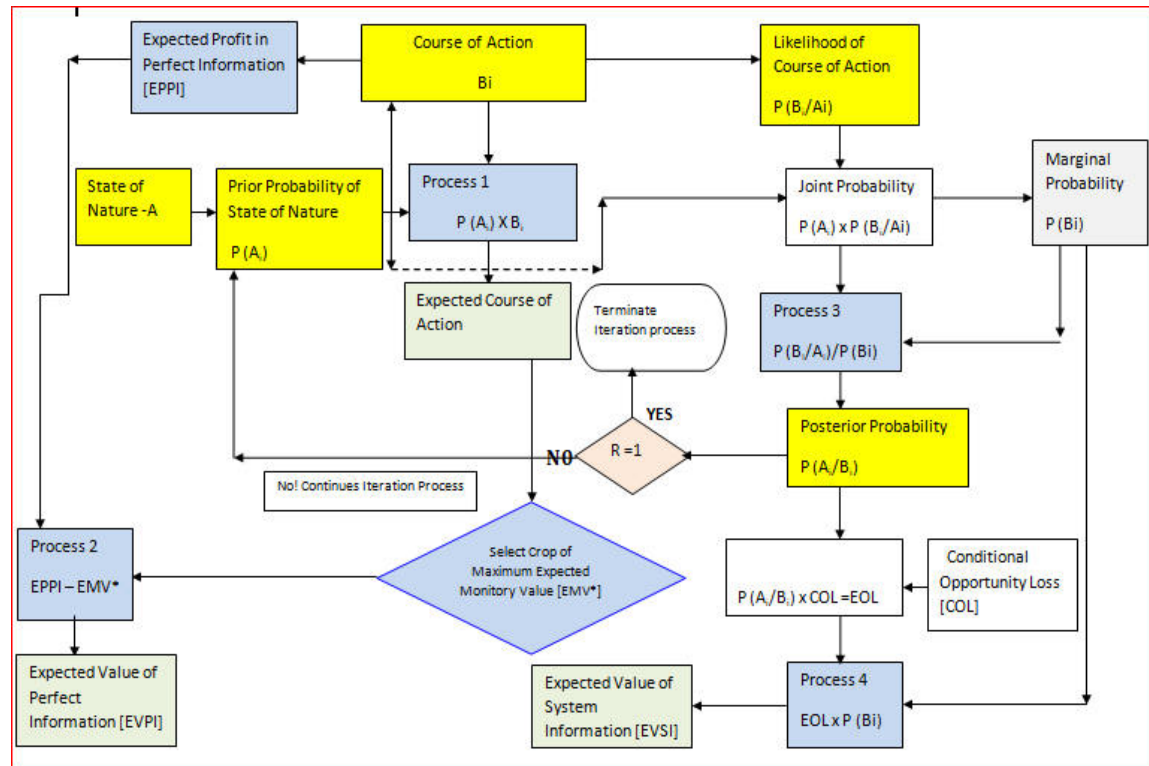 Expected Profit in
Perfect Information
[EPPI]
Course of Action
Bi
Likelihood of
Course of Action
P (Bᵢ/Ai)
State of
Nature -A
Prior Probability of
State of Nature
P (Aᵢ)
Process 1
P (Aᵢ) X Bᵢ
Joint Probability
P (Aᵢ) x P (Bᵢ/Ai)
Marginal
Probability
P (Bi)
Expected Course of
Action
Terminate
Iteration process
Process 3
P (Bᵢ/Aᵢ)/P (Bi)
YES
R =1
NO
Posterior Probability
P (Aᵢ/Bᵢ)
No! Continues Iteration Process
Process 2
EPPI – EMV*
Select Crop of
Maximum Expected
Monitory Value [EMV*]
P (Aᵢ/Bᵢ) x COL =EOL
Conditional
Opportunity Loss
[COL]
Expected Value of
Perfect
Information [EVPI]
Expected Value of
System
Information [EVSI]
Process 4
EOL x P (Bi)